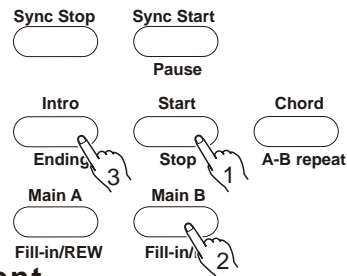 Sync Stop Sync Start
Pause
Intro Start Chord
Ending Stop A-B repeat
3 1
Main A Main B
Fill-in/REW Fill-in/
2